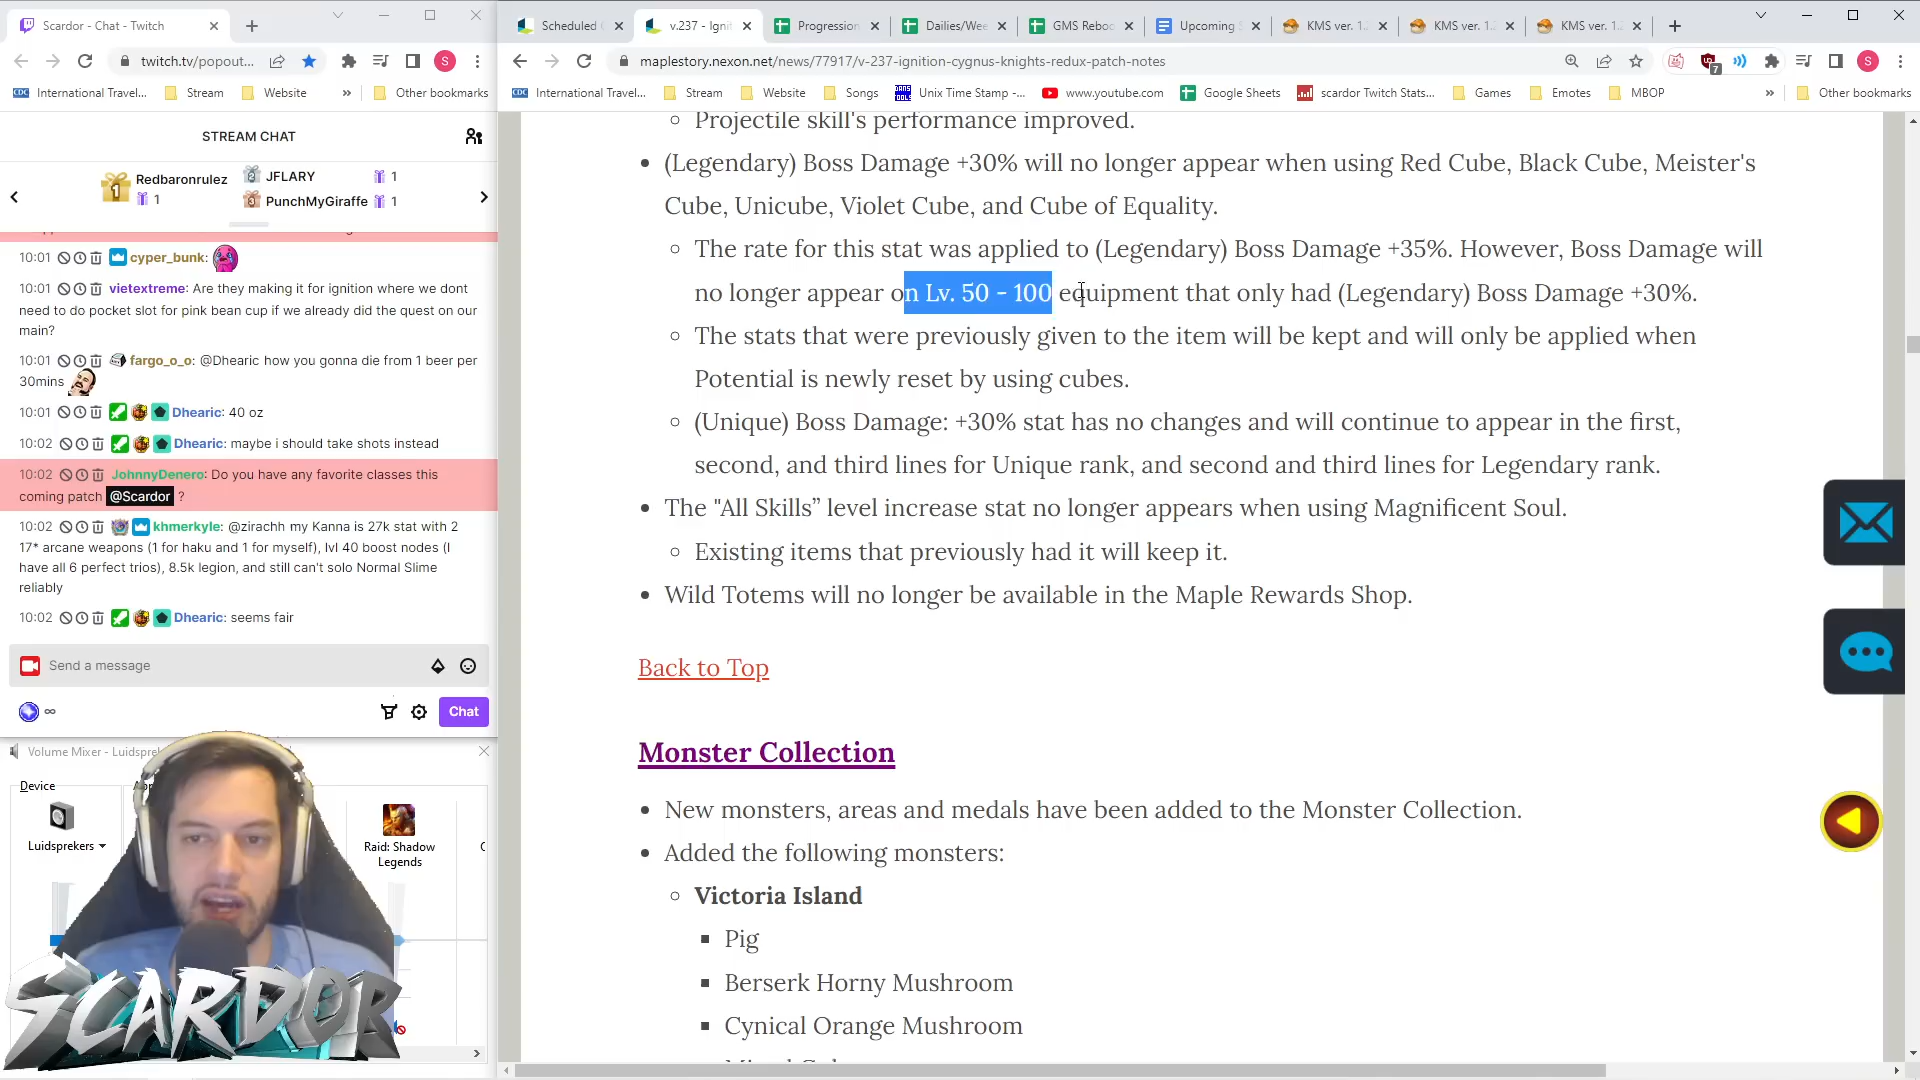 Scardor - Chat - Twitch
twitch.tv/popout...
International Travel...
Stream
Website
Other bookmarks
STREAM CHAT
1
Redbaronrulez
1
2
JFLARY
1
3
PunchMyGiraffe
1
10:01 cyper_bunk:
10:01 vietextreme: Are they making it for ignition where we dont
need to do pocket slot for pink bean cup if we already did the quest on our
main?
10:01 fargo_o_o: @Dhearic how you gonna die from 1 beer per
30mins
10:01 Dhearic: 40 oz
10:02 Dhearic: maybe i should take shots instead
10:02 JohnnyDenero: Do you have any favorite classes this
coming patch @Scardor ?
10:02 khmerkyle: @zirachh my Kanna is 27k stat with 2
17* arcane weapons (1 for haku and 1 for myself), lvl 40 boost nodes (I
have all 6 perfect trios), 8.5k legion, and still can't solo Normal Slime
reliably
10:02 Dhearic: seems fair
Send a message
∞
Chat
Volume Mixer - Luidspre
Device
Luidsprekers
Raid: Shadow
Legends
SCARDOR
Scheduled
v.237 - Igni
Progression
Dailies/Wee
GMS Reboo
Upcoming S
KMS ver. 1.
KMS ver. 1.2
KMS ver. 1.2
maplestory.nexon.net/news/77917/v-237-ignition-cygnus-knights-redux-patch-notes
S
7
S
International Travel...
Stream
Website
Songs
Unix Time Stamp -...
www.youtube.com
Google Sheets
scardor Twitch Stats...
Games
Emotes
MBOP
Other bookmarks
Projectile skill's performance improved.
(Legendary) Boss Damage +30% will no longer appear when using Red Cube, Black Cube, Meister's
Cube, Unicube, Violet Cube, and Cube of Equality.
The rate for this stat was applied to (Legendary) Boss Damage +35%. However, Boss Damage will
no longer appear on Lv. 50 - 100 equipment that only had (Legendary) Boss Damage +30%.
The stats that were previously given to the item will be kept and will only be applied when
Potential is newly reset by using cubes.
(Unique) Boss Damage: +30% stat has no changes and will continue to appear in the first,
second, and third lines for Unique rank, and second and third lines for Legendary rank.
The "All Skills” level increase stat no longer appears when using Magnificent Soul.
Existing items that previously had it will keep it.
Wild Totems will no longer be available in the Maple Rewards Shop.
Back to Top
Monster Collection
New monsters, areas and medals have been added to the Monster Collection.
Added the following monsters:
Victoria Island
Pig
Berserk Horny Mushroom
Cynical Orange Mushroom